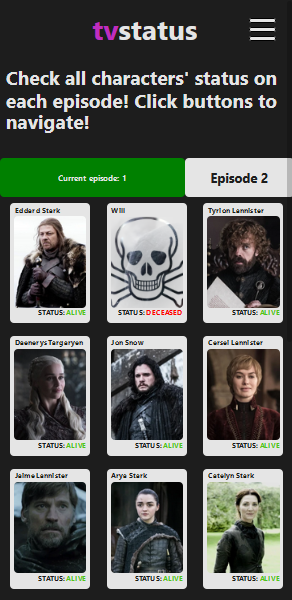 tvstatus
Check all characters' status on
each episode! Click buttons to
navigate!
Current episode: 1
Episode 2
Eddard Stark
Will
Tyrion Lannister
STATUS: ALIVE
STATUS: DECEASED
STATUS: ALIVE
Daenerys Targaryen
Jon Snow
Cersei Lannister
STATUS: ALIVE
STATUS: ALIVE
STATUS: ALIVE
Jaime Lannister
Arya Stark
Catelyn Stark
STATUS: ALIVE
STATUS: ALIVE
STATUS: ALIVE